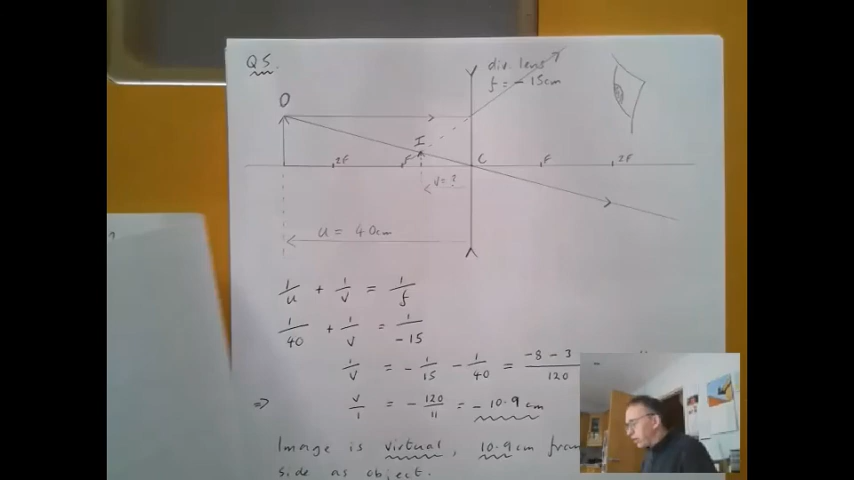 Q5.
div. lens
f = - 15cm
O
I
2F F C F 2F
v = ?
u = 40cm
1/u + 1/v = 1/f
1/40 + 1/v = 1/-15
1/v = - 1/15 - 1/40 = -8 - 3/120
⇒ v/1 = - 120/11 = - 10.9 cm
Image is virtual, 10.9cm from
side as object.